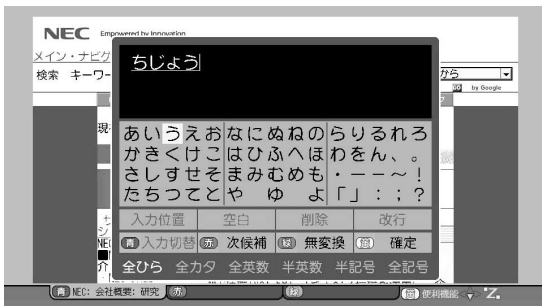 NEC Empowered by Innovation
メイン・ナビゲ
検索 キーワー
から
GO by Google
現
ちじょう
あいうえおなにぬねのらりるれろ
かきくけこはひふへほわをん、。
さしすせそまみむめも・ー―~!
たちつてとや ゆ よ「」:;?
入力位置 空白 削除 改行
青 入力切替 赤 次候補 緑 無変換 黄 確定
全ひら 全カタ 全英数 半英数 半記号 全記号
NEC
介
青 NEC: 会社概要: 研究 赤 緑 黄 便利機能 Z.